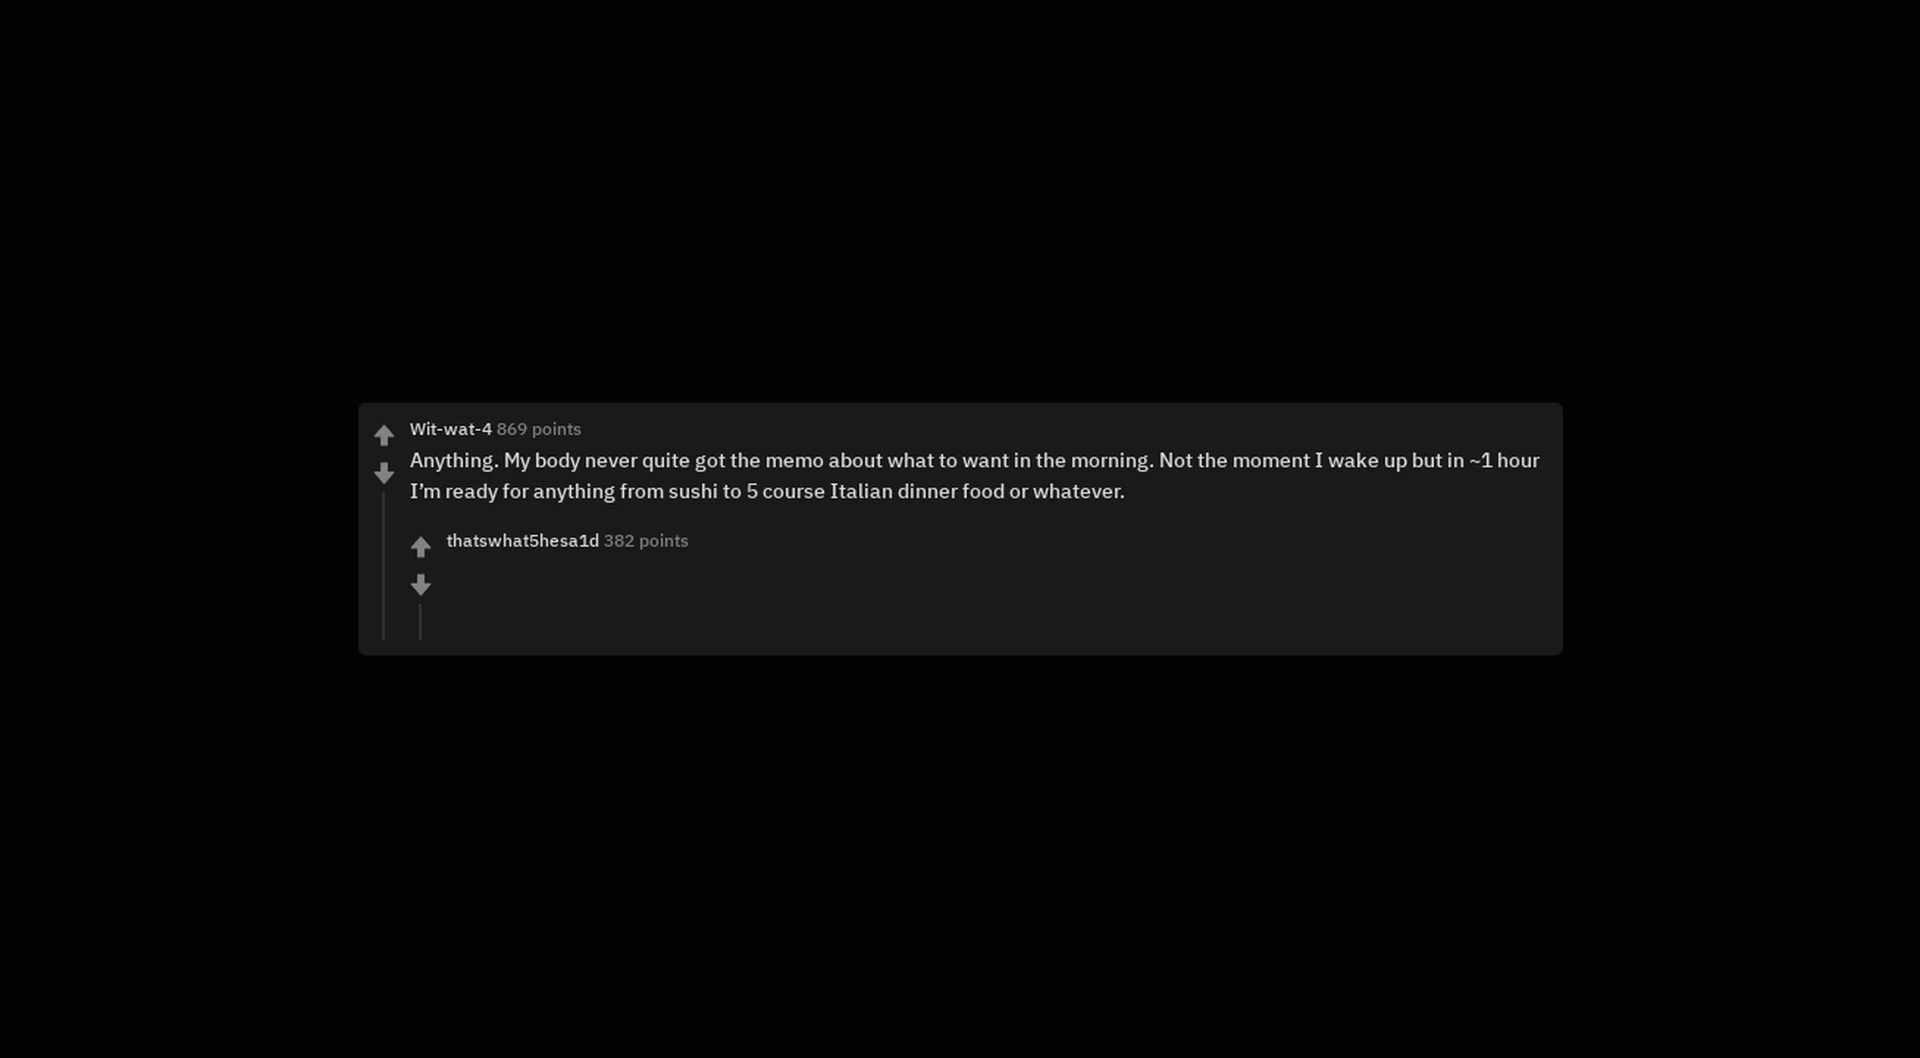 Wit-wat-4 869 points
Anything. My body never quite got the memo about what to want in the morning. Not the moment I wake up but in ~1 hour
I’m ready for anything from sushi to 5 course Italian dinner food or whatever.
thatswhat5hesa1d 382 points